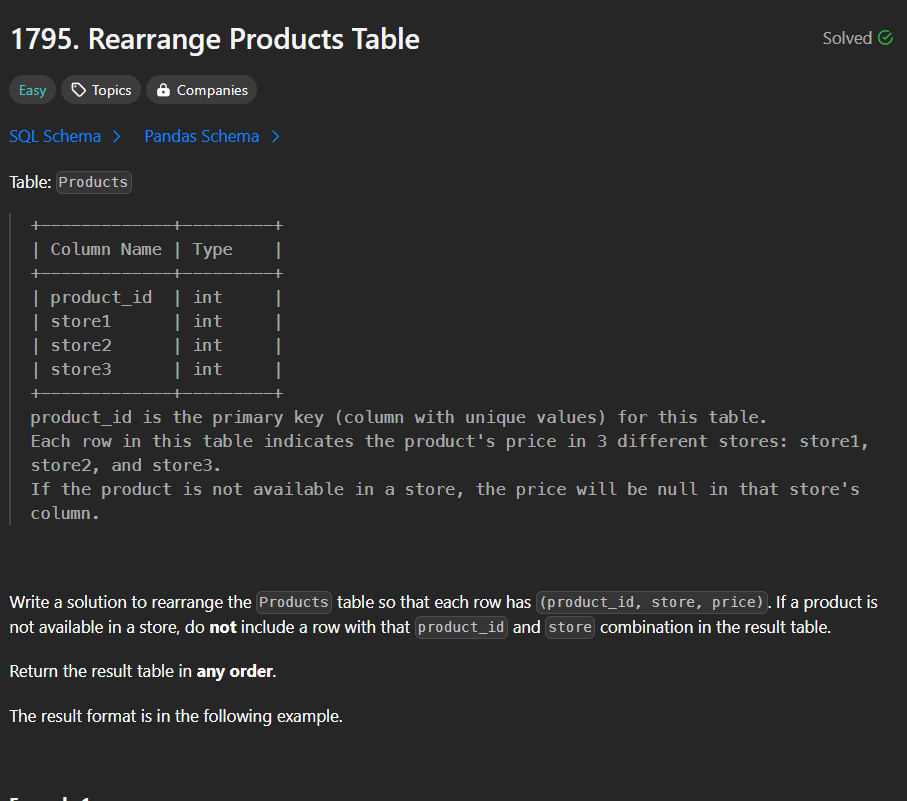 1795. Rearrange Products Table
Solved
Easy Topics Companies
SQL Schema Pandas Schema
Table: Products
+-------------+---------+
| Column Name | Type    |
+-------------+---------+
| product_id  | int     |
| store1      | int     |
| store2      | int     |
| store3      | int     |
+-------------+---------+
product_id is the primary key (column with unique values) for this table.
Each row in this table indicates the product's price in 3 different stores: store1,
store2, and store3.
If the product is not available in a store, the price will be null in that store's
column.
Write a solution to rearrange the Products table so that each row has (product_id, store, price). If a product is
not available in a store, do not include a row with that product_id and store combination in the result table.
Return the result table in any order.
The result format is in the following example.